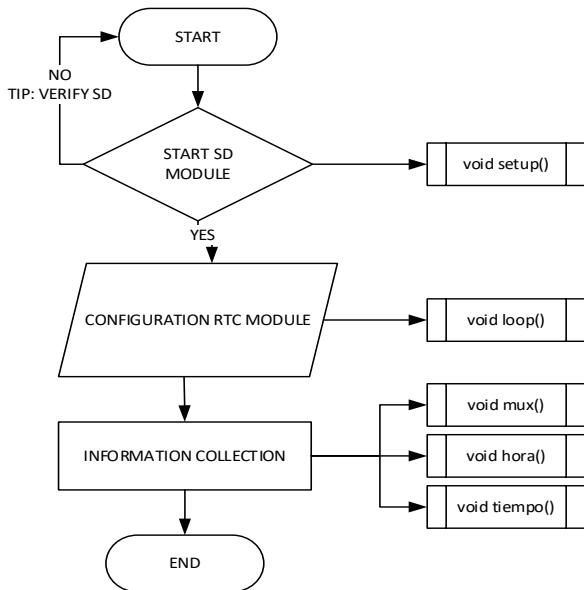 START
NO
TIP: VERIFY SD
START SD
MODULE
void setup()
YES
CONFIGURATION RTC MODULE
void loop()
void mux()
INFORMATION COLLECTION
void hora()
void tiempo()
END